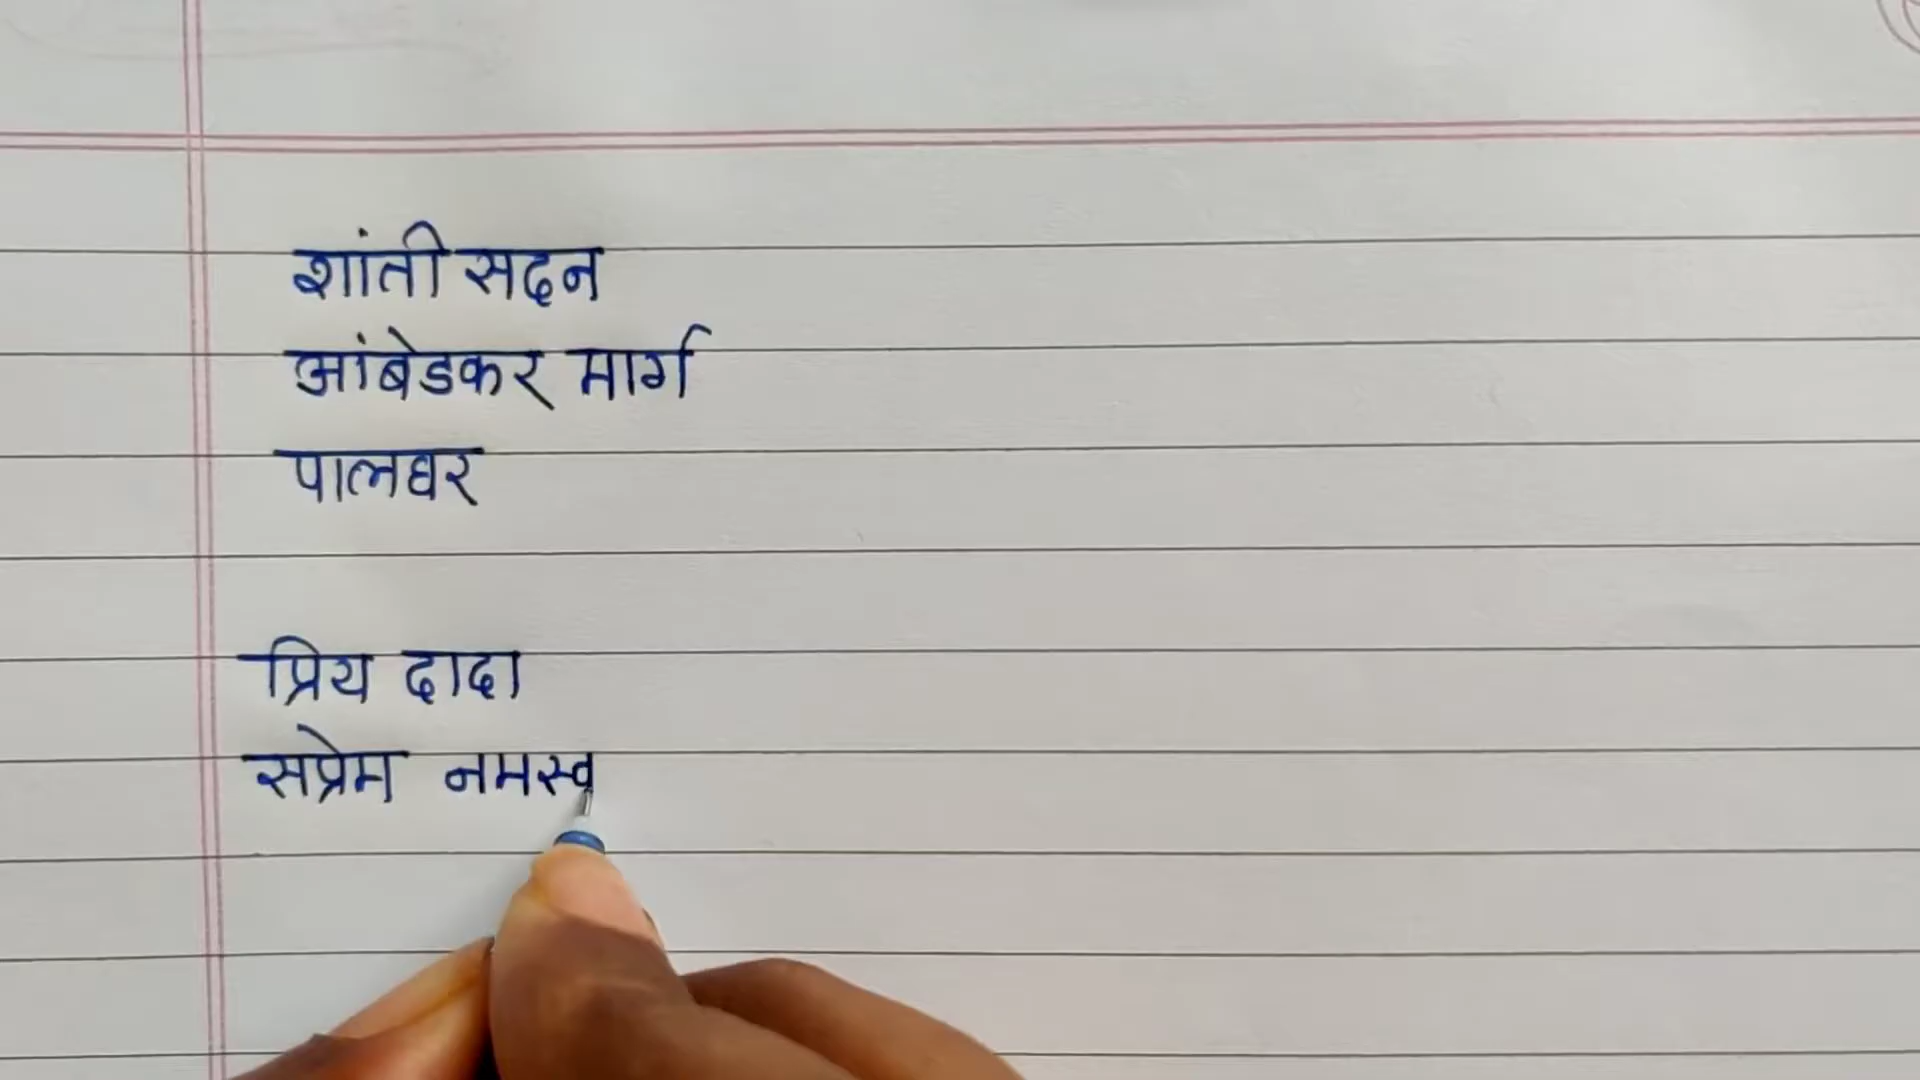 शांती सदन
आंबेडकर मार्ग
पालघर
प्रिय दादा
सप्रेम नमस्व